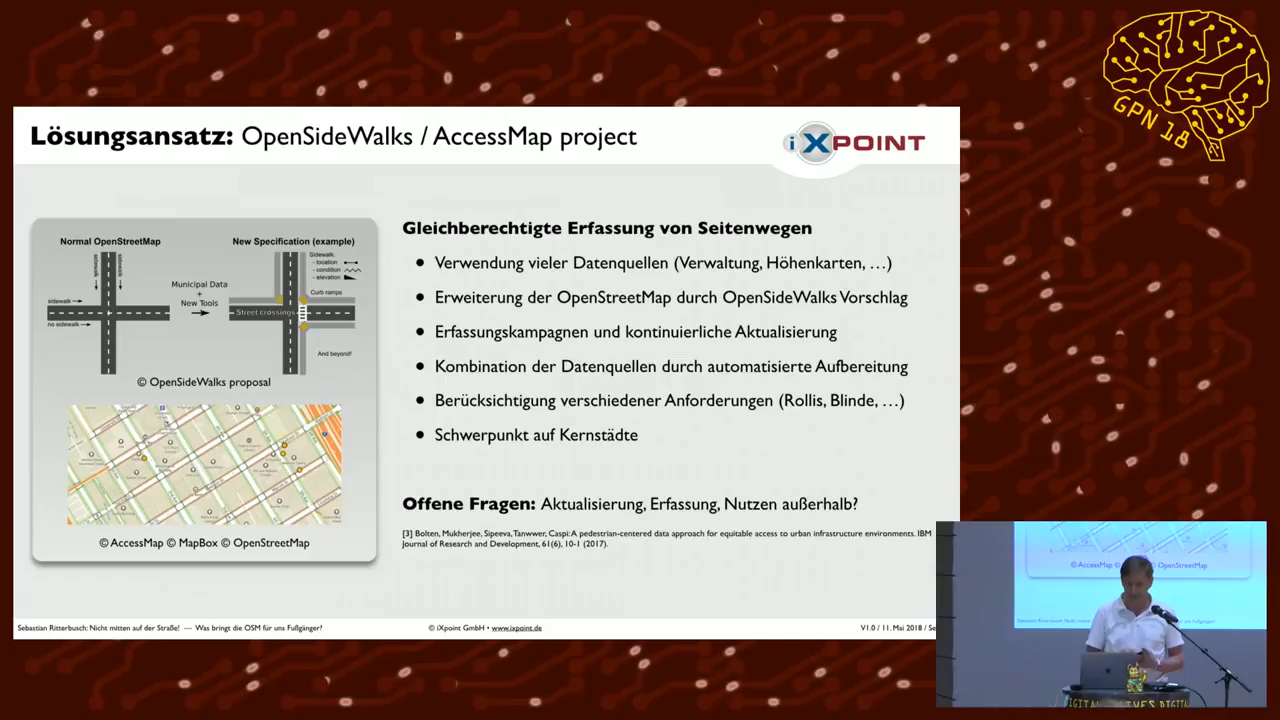 GPN 18
Lösungsansatz: OpenSideWalks / AccessMap project
iXPOINT
Normal OpenStreetMap
New Specification (example)
sidewalk
sidewalk
sidewalk
no sidewalk
Municipal Data
+
New Tools
Sidewalk
- location
- condition
- elevation
Curb ramps
Street crossings
And beyond!
© OpenSideWalks proposal
© AccessMap © MapBox © OpenStreetMap
Gleichberechtigte Erfassung von Seitenwegen
• Verwendung vieler Datenquellen (Verwaltung, Höhenkarten, …)
• Erweiterung der OpenStreetMap durch OpenSideWalks Vorschlag
• Erfassungskampagnen und kontinuierliche Aktualisierung
• Kombination der Datenquellen durch automatisierte Aufbereitung
• Berücksichtigung verschiedener Anforderungen (Rollis, Blinde, …)
• Schwerpunkt auf Kernstädte
Offene Fragen: Aktualisierung, Erfassung, Nutzen außerhalb?
[3] Bolten, Mukherjee, Sipeeva, Tanwwer, Caspi: A pedestrian-centered data approach for equitable access to urban infrastructure environments. IBM
Journal of Research and Development, 61(6), 10-1 (2017).
Sebastian Ritterbusch: Nicht mitten auf der Straße! — Was bringt die OSM für uns Fußgänger?
© iXpoint GmbH • www.ixpoint.de
V1.0 / 11. Mai 2018 / Se
© AccessMap © OpenStreetMap